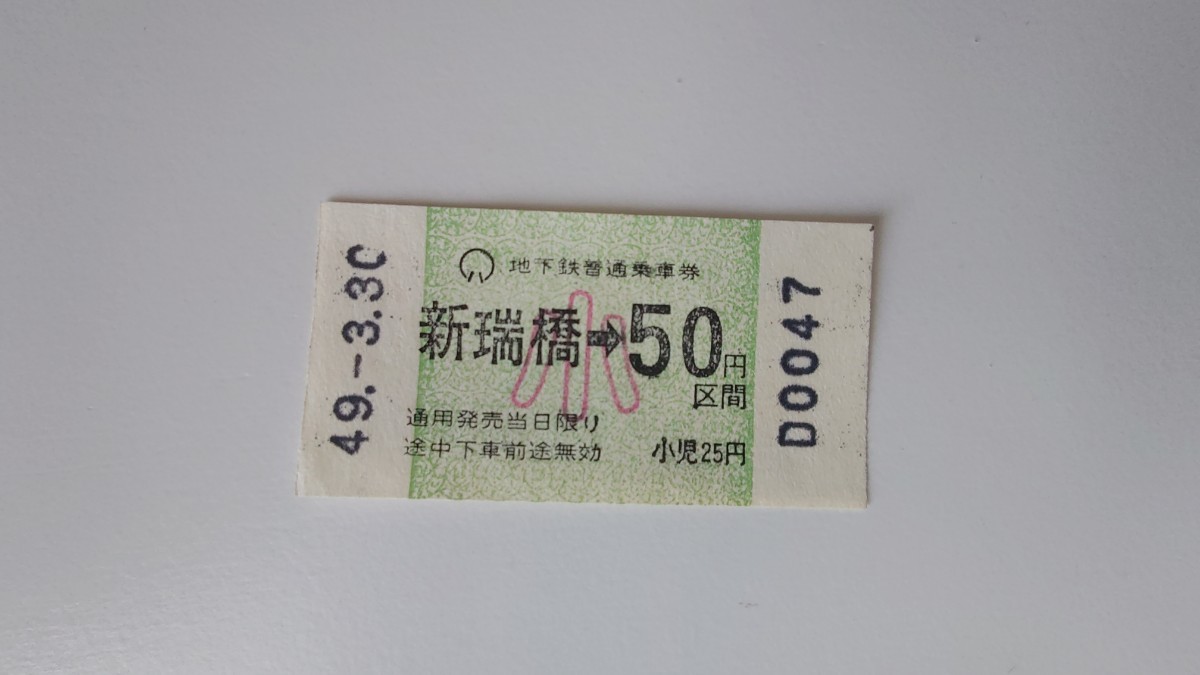 49.-3.30
地下鉄普通乗車券
小
新瑞橋➡50円
区間
通用発売当日限り
途中下車前途無効 小児25円
D0047